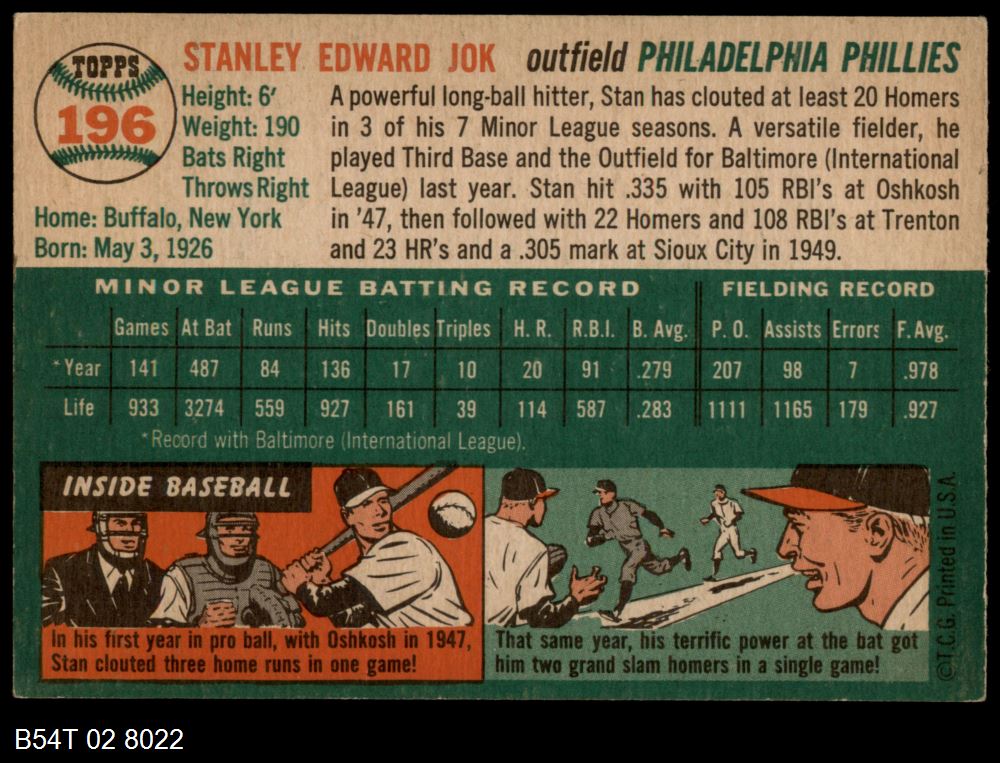 TOPPS
196
STANLEY EDWARD JOK outfield PHILADELPHIA PHILLIES
Height: 6'
Weight: 190
Bats Right
Throws Right
Home: Buffalo, New York
Born: May 3, 1926
A powerful long-ball hitter, Stan has clouted at least 20 Homers
in 3 of his 7 Minor League seasons. A versatile fielder, he
played Third Base and the Outfield for Baltimore (International
League) last year. Stan hit .335 with 105 RBI's at Oshkosh
in '47, then followed with 22 Homers and 108 RBI's at Trenton
and 23 HR's and a .305 mark at Sioux City in 1949.
MINOR LEAGUE BATTING RECORD FIELDING RECORD
Games At Bat Runs Hits Doubles Triples H. R. R.B.I. B. Avg. P. O. Assists Errors F. Avg.
*Year 141 487 84 136 17 10 20 91 .279 207 98 7 .978
Life 933 3274 559 927 161 39 114 587 .283 1111 1165 179 .927
*Record with Baltimore (International League).
INSIDE BASEBALL
In his first year in pro ball, with Oshkosh in 1947,
Stan clouted three home runs in one game!
That same year, his terrific power at the bat got
him two grand slam homers in a single game!
©T.C.G. Printed in U.S.A.
B54T 02 8022